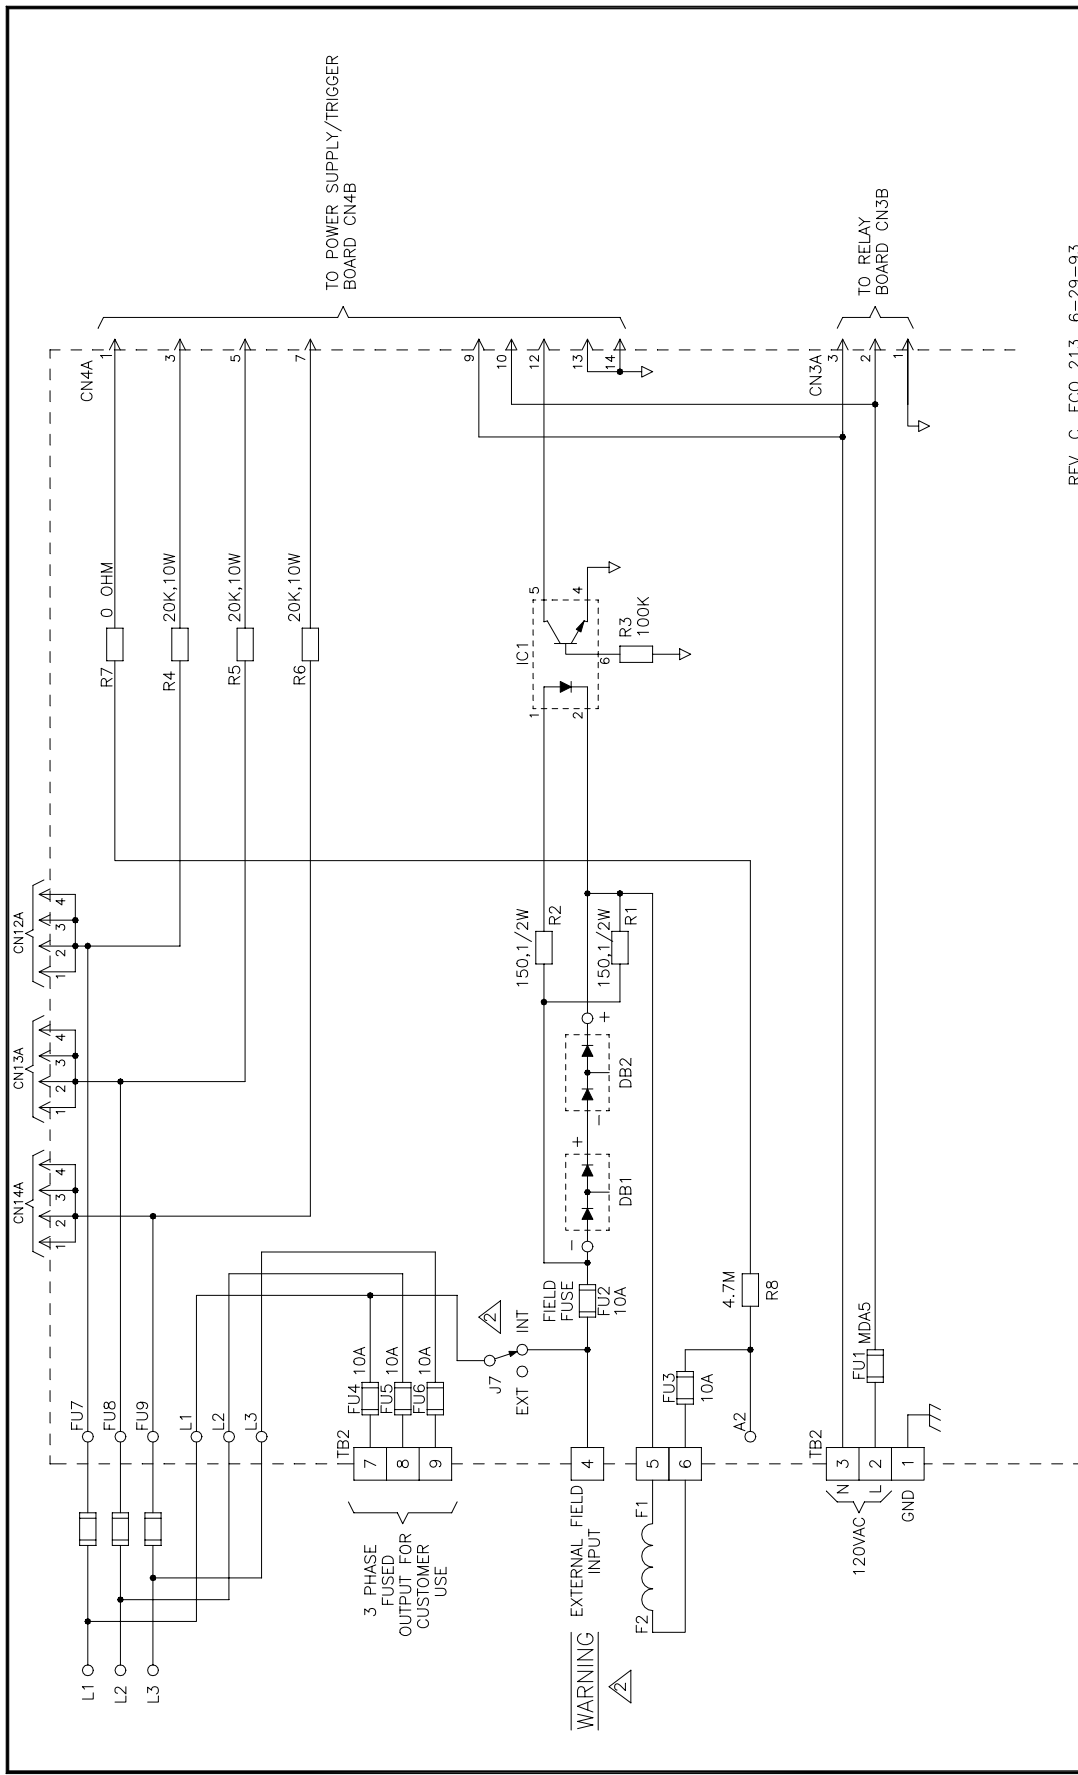 L1
L2
L3
FU7
FU8
FU9
L1
L2
L3
CN14A
1
2
3
4
CN13A
1
2
3
4
CN12A
1
2
3
4
R7
0 OHM
R4
20K,10W
R5
20K,10W
R6
20K,10W
CN4A
1
3
5
7
9
10
12
13
14
TO POWER SUPPLY/TRIGGER
BOARD CN4B
3 PHASE
FUSED
OUTPUT FOR
CUSTOMER
USE
TB2
7
8
9
FU4 10A
FU5 10A
FU6 10A
J7
EXT
INT
2
WARNING
2
EXTERNAL FIELD
INPUT
4
FIELD
FUSE
FU2
10A
-
DB1
+
-
DB2
+
150,1/2W
R2
150,1/2W
R1
IC1
1
2
5
4
6
R3
100K
F2
F1
5
6
FU3
10A
A2
4.7M
R8
TB2
120VAC
N
L
GND
3
2
1
FU1
MDA5
CN3A
3
2
1
TO RELAY
BOARD CN3B
REV C ECO 213 6-29-93